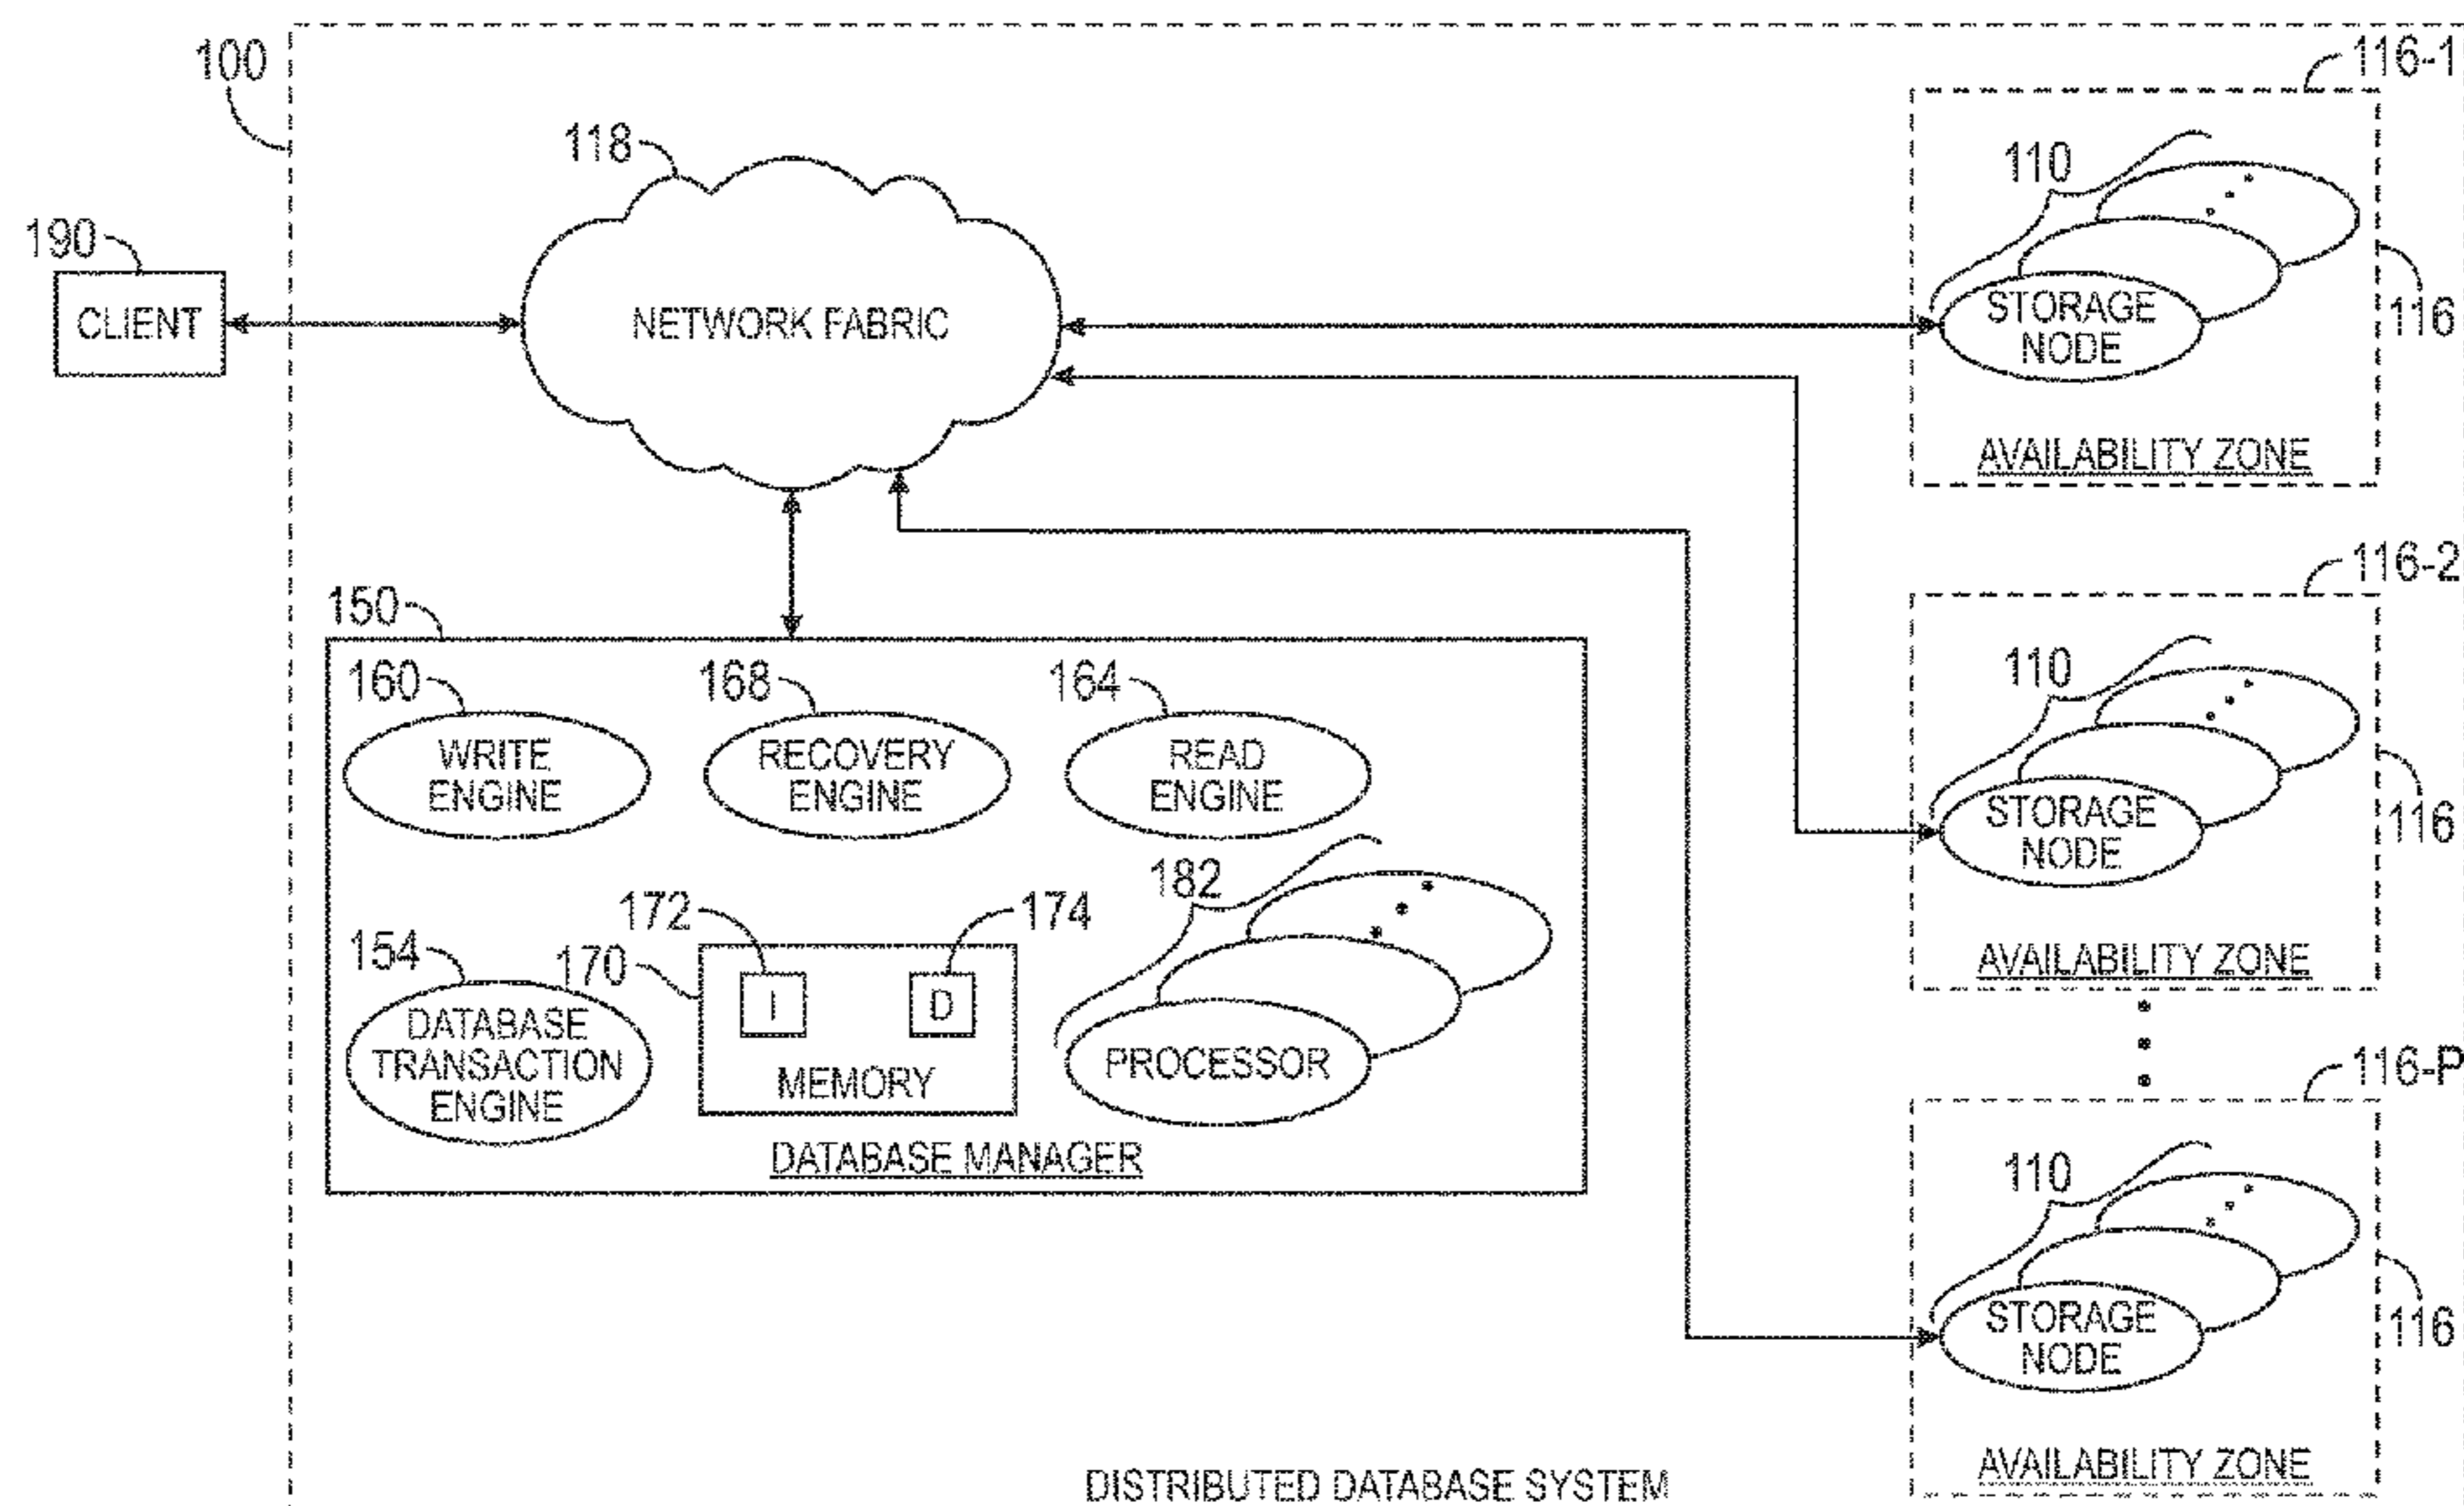 100
116-1
118
110
190
CLIENT
NETWORK FABRIC
STORAGE
NODE
116
AVAILABILITY ZONE
116-2
150
160
168
164
110
WRITE
ENGINE
RECOVERY
ENGINE
READ
ENGINE
STORAGE
NODE
116
182
172
174
154
170
I
D
AVAILABILITY ZONE
DATABASE
TRANSACTION
ENGINE
MEMORY
PROCESSOR
116-P
DATABASE MANAGER
110
STORAGE
NODE
116
AVAILABILITY ZONE
DISTRIBUTED DATABASE SYSTEM